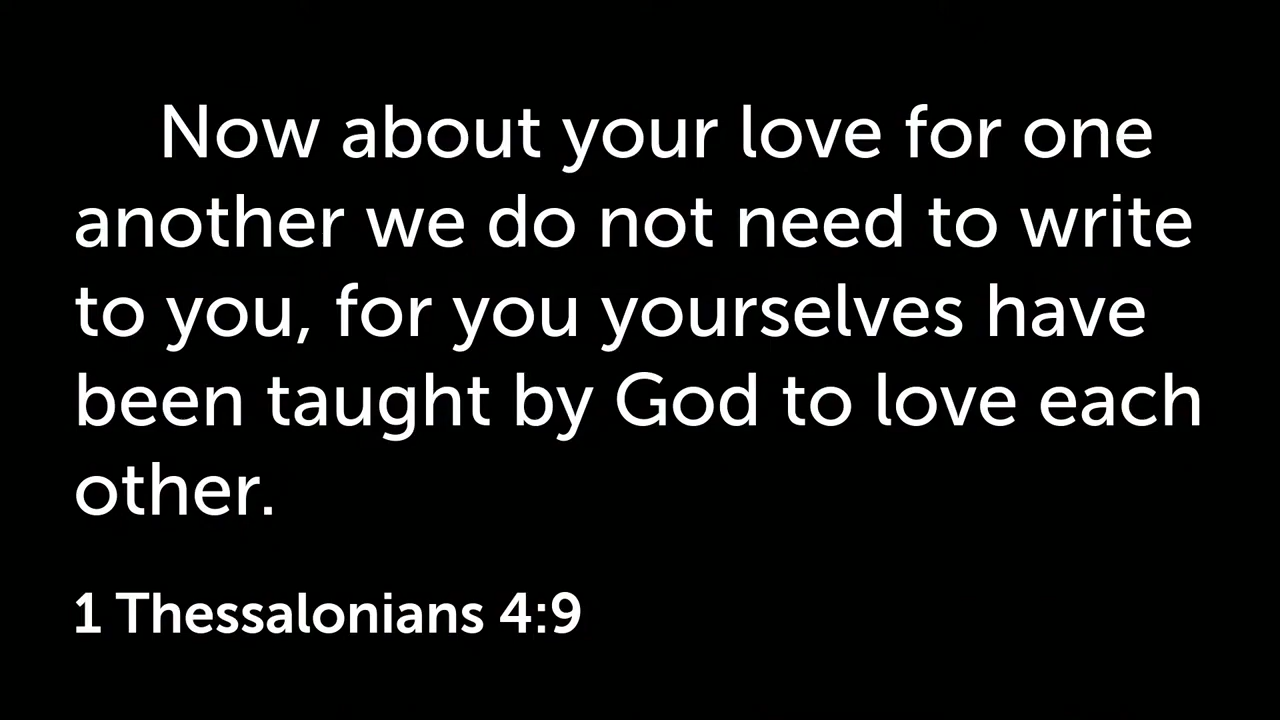 Now about your love for one
another we do not need to write
to you, for you yourselves have
been taught by God to love each
other.
1 Thessalonians 4:9